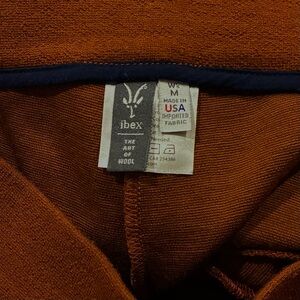 ibex
THE
ART
OF
WOOL
W's
M
MADE IN
USA
IMPORTED
FABRIC